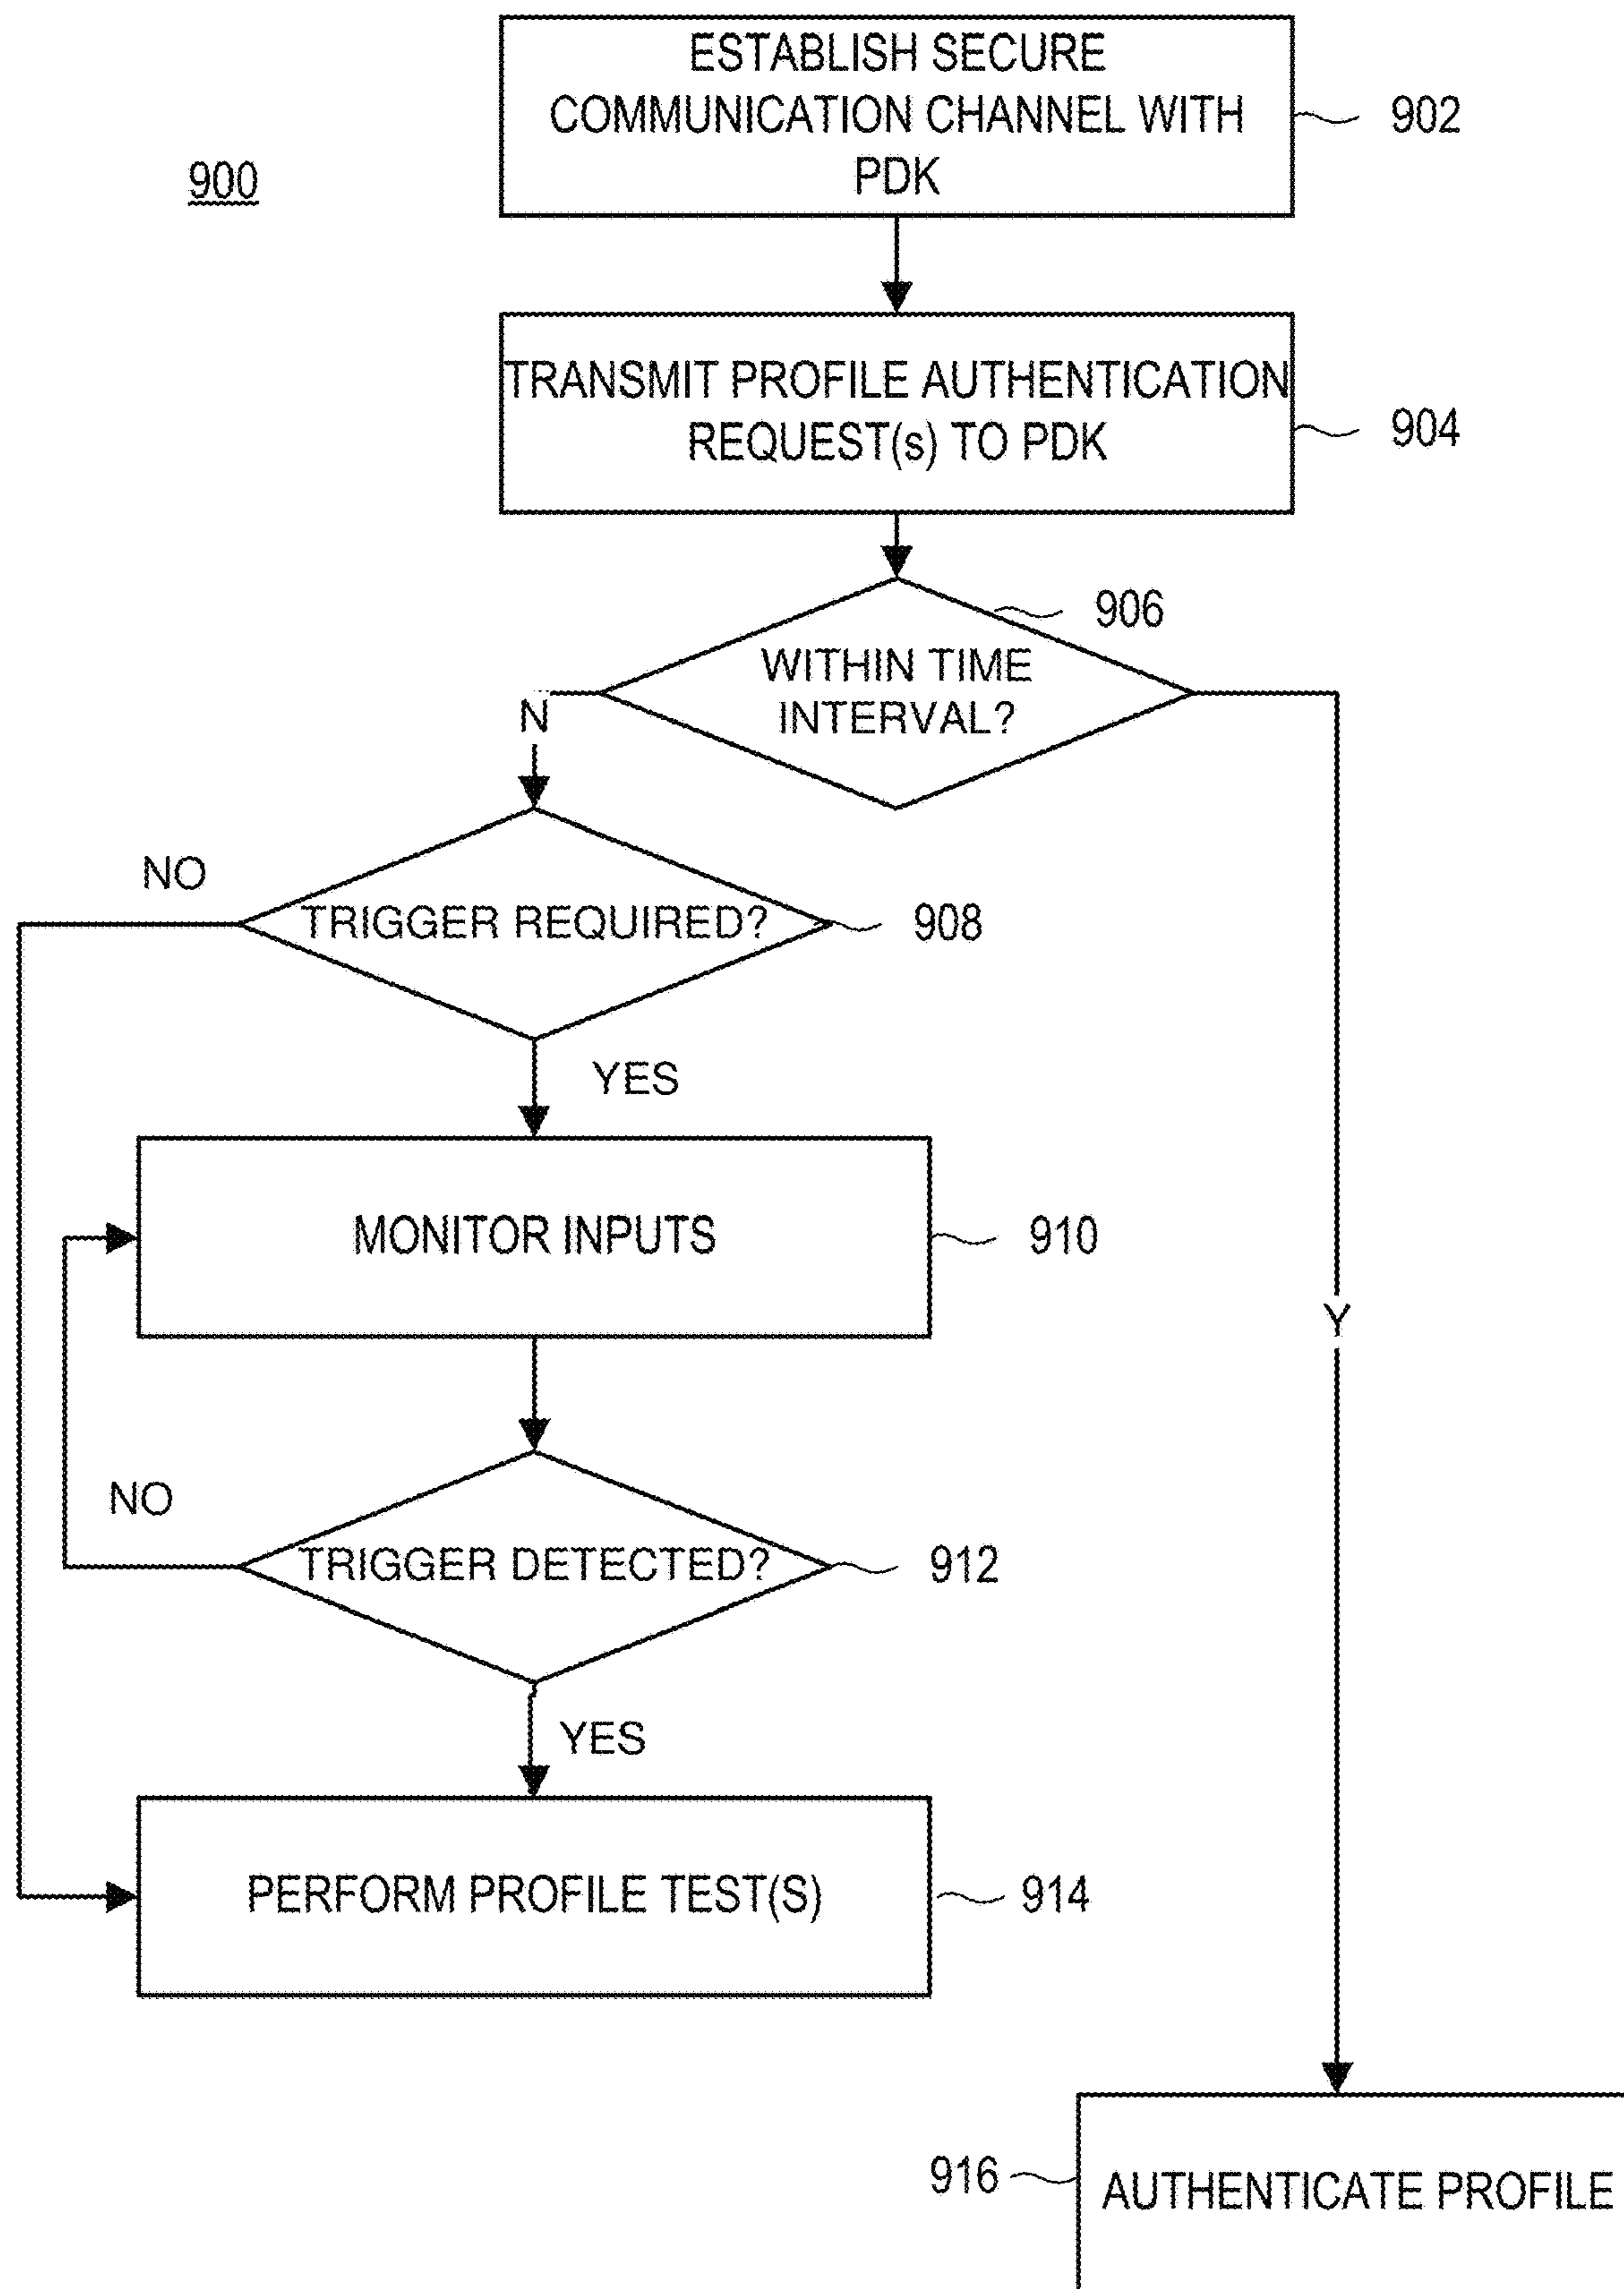 ESTABLISH SECURE
COMMUNICATION CHANNEL WITH
PDK
902
900
TRANSMIT PROFILE AUTHENTICATION
REQUEST(s) TO PDK
904
906
WITHIN TIME
INTERVAL?
N
NO
TRIGGER REQUIRED?
908
YES
MONITOR INPUTS
910
Y
NO
TRIGGER DETECTED?
912
YES
PERFORM PROFILE TEST(S)
914
916
AUTHENTICATE PROFILE